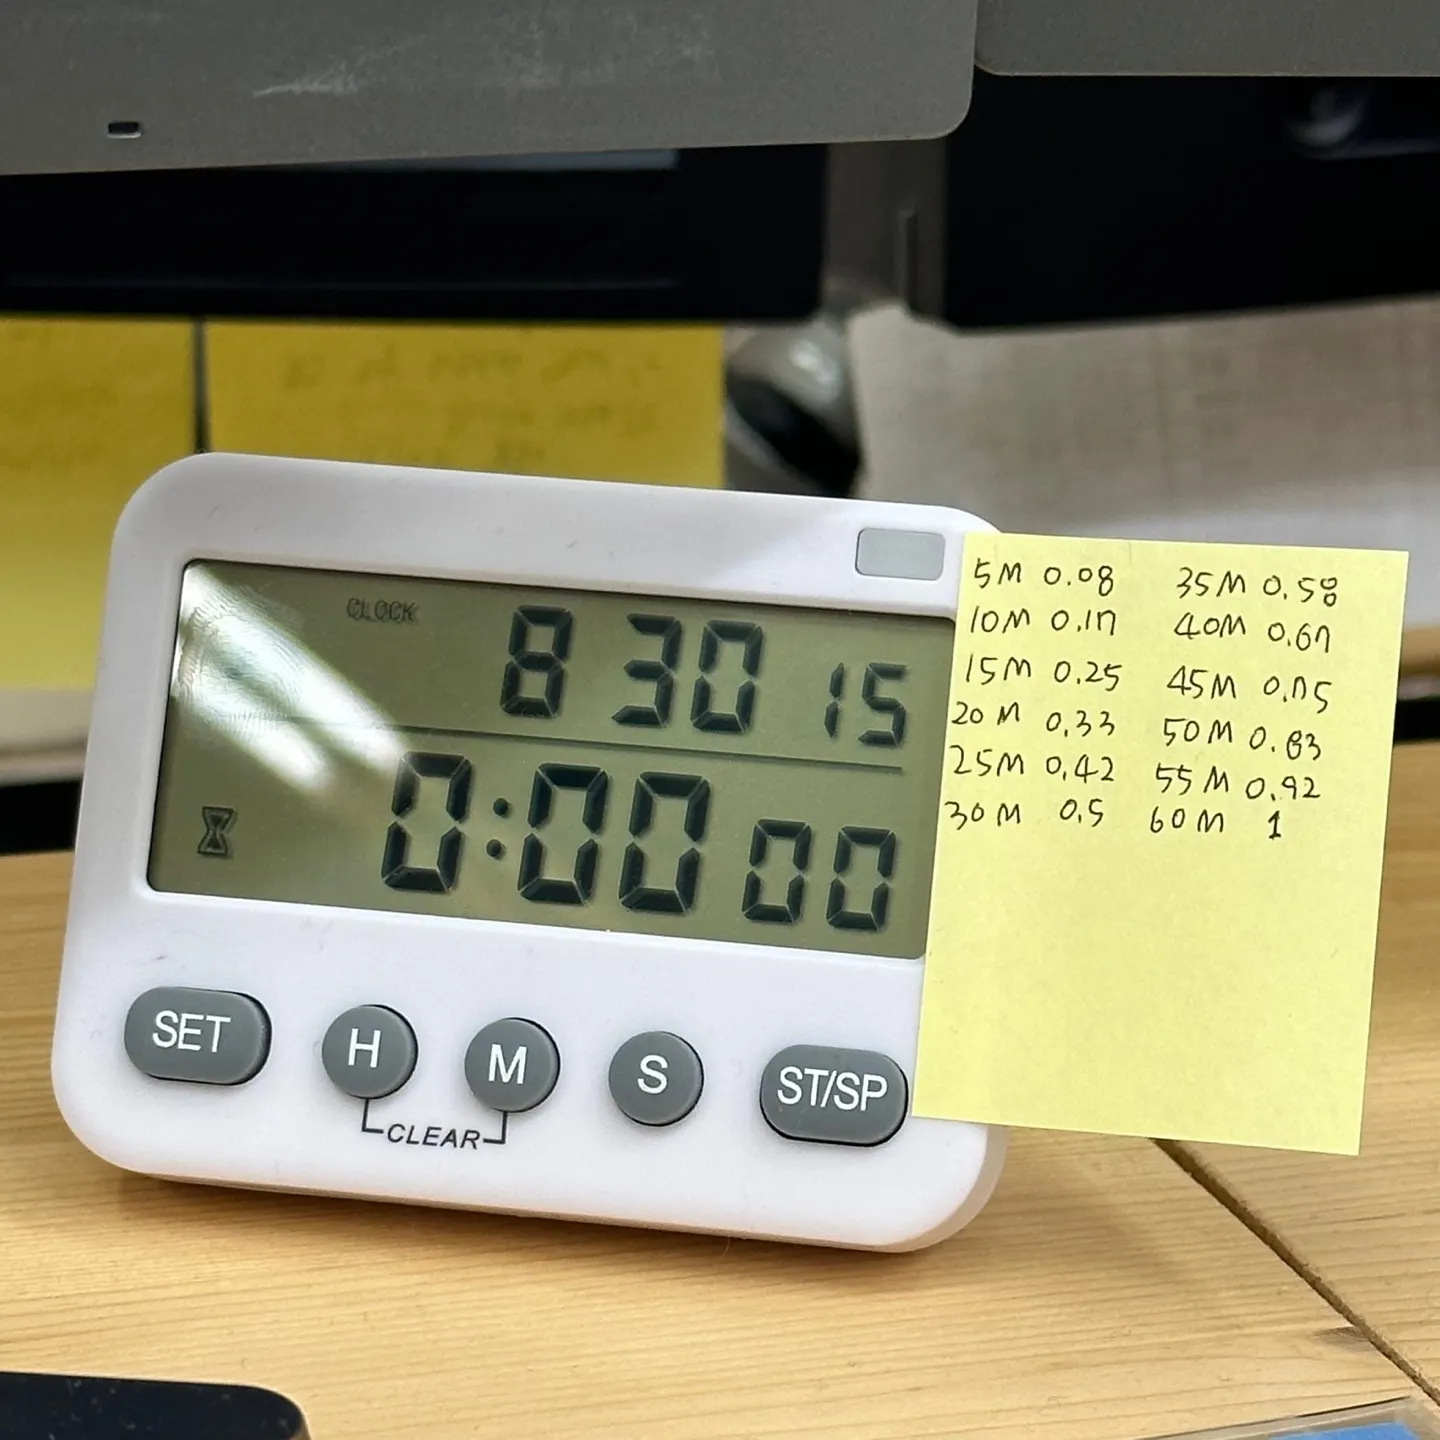 CLOCK
8 30 15
0:00 00
SET
H
M
S
ST/SP
CLEAR
5M 0.08
10M 0.17
15M 0.25
20M 0.33
25M 0.42
30M 0.5
35M 0.58
40M 0.67
45M 0.75
50M 0.83
55M 0.92
60M 1